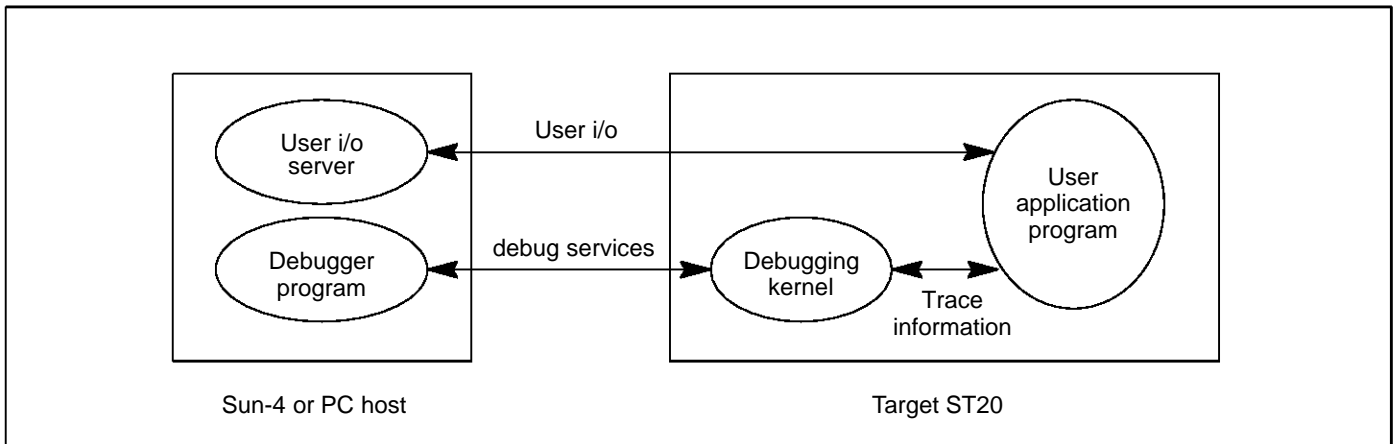 User i/o
server
User i/o
User
application
program
Debugger
program
debug services
Debugging
kernel
Trace
information
Sun-4 or PC host
Target ST20